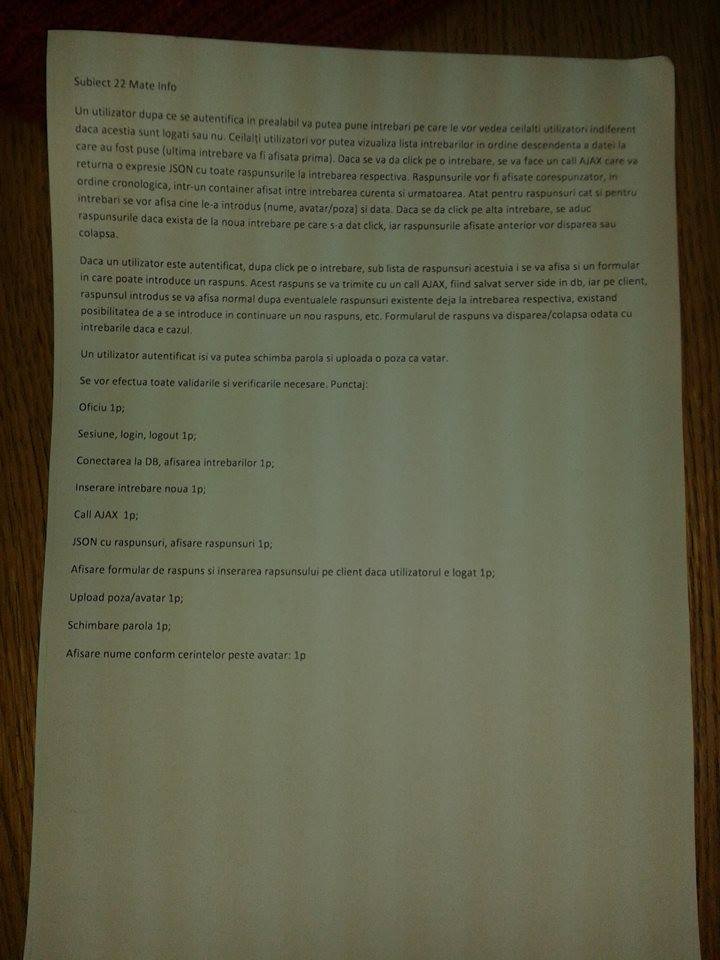 Subiect 22 Mate Info
Un utilizator dupa ce se autentifica in prealabil va putea pune intrebari pe care le vor vedea ceilalti utilizatori indiferent
daca acestia sunt logati sau nu. Ceilalți utilizatori vor putea vizualiza lista intrebarilor in ordine descendenta a datei la
care au fost puse (ultima intrebare va fi afisata prima). Daca se va da click pe o intrebare, se va face un call AJAX care va
returna o expresie JSON cu toate raspunsurile la intrebarea respectiva. Raspunsurile vor fi afisate corespunzator, in
ordine cronologica, intr-un container afisat intre intrebarea curenta si urmatoarea. Atat pentru raspunsuri cat si pentru
intrebari se vor afisa cine le-a introdus (nume, avatar/poza) si data. Daca se da click pe alta intrebare, se aduc
raspunsurile daca exista de la noua intrebare pe care s-a dat click, iar raspunsurile afisate anterior vor disparea sau
colapsa.
Daca un utilizator este autentificat, dupa click pe o intrebare, sub lista de raspunsuri acestuia i se va afisa si un formular
in care poate introduce un raspuns. Acest raspuns se va trimite cu un call AJAX, fiind salvat server side in db, iar pe client,
raspunsul introdus se va afisa normal dupa eventualele raspunsuri existente deja la intrebarea respectiva, existand
posibilitatea de a se introduce in continuare un nou raspuns, etc. Formularul de raspuns va disparea/colapsa odata cu
intrebarile daca e cazul.
Un utilizator autentificat isi va putea schimba parola si uploada o poza ca vatar.
Se vor efectua toate validarile si verificarile necesare. Punctaj:
Oficiu 1p;
Sesiune, login, logout 1p;
Conectarea la DB, afisarea intrebarilor 1p;
Inserare intrebare noua 1p;
Call AJAX 1p;
JSON cu raspunsuri, afisare raspunsuri 1p;
Afisare formular de raspuns si inserarea rapsunsului pe client daca utilizatorul e logat 1p;
Upload poza/avatar 1p;
Schimbare parola 1p;
Afisare nume conform cerintelor peste avatar: 1p